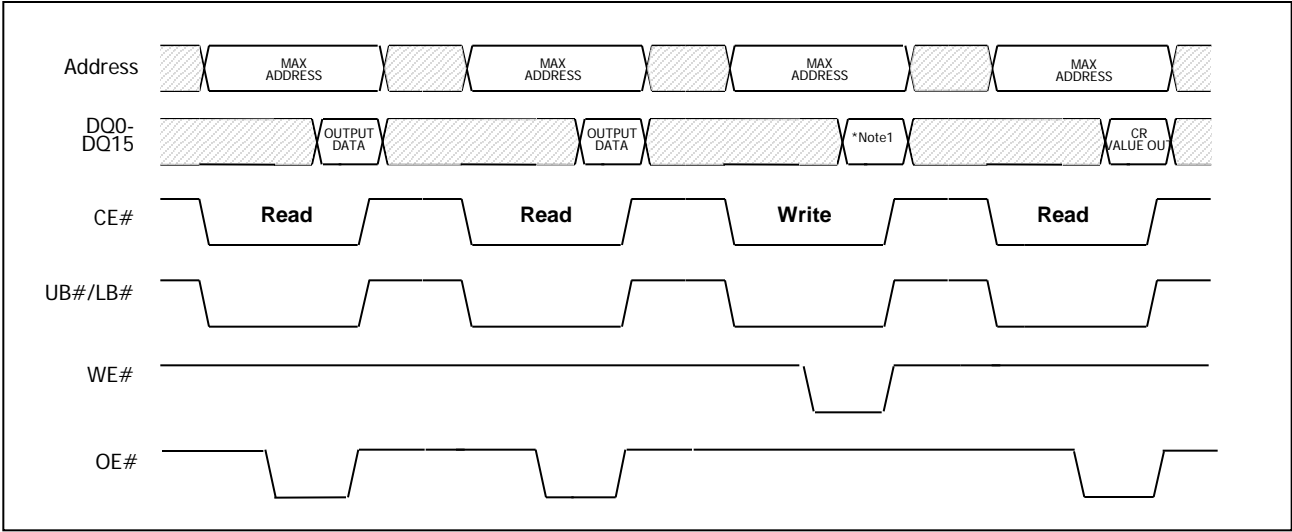 Address
MAX
ADDRESS
MAX
ADDRESS
MAX
ADDRESS
MAX
ADDRESS
DQ0-
DQ15
OUTPUT
DATA
OUTPUT
DATA
*Note1
CR
VALUE OUT
CE#
Read
Read
Write
Read
UB#/LB#
WE#
OE#